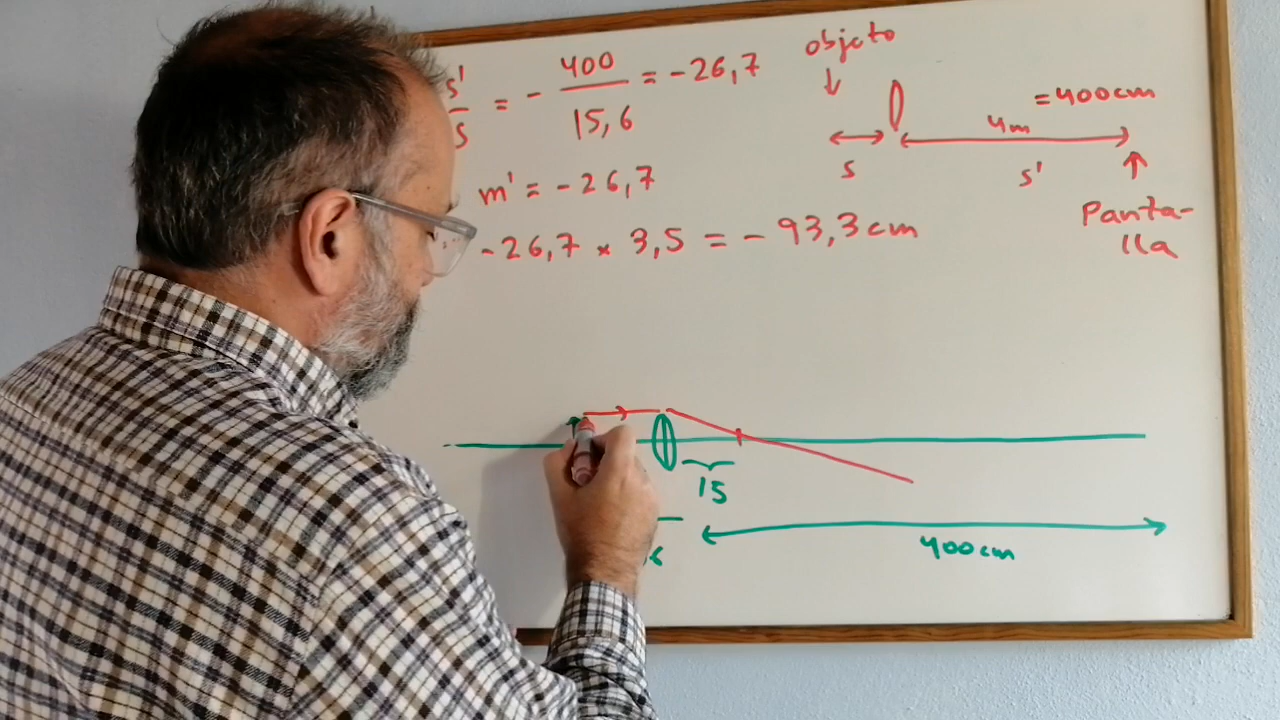 s'/s = - 400/15,6 = -26,7
m' = -26,7
-26,7 × 3,5 = -93,3 cm
objeto
4m
=400cm
s
s'
Panta-
lla
15
,6
400cm